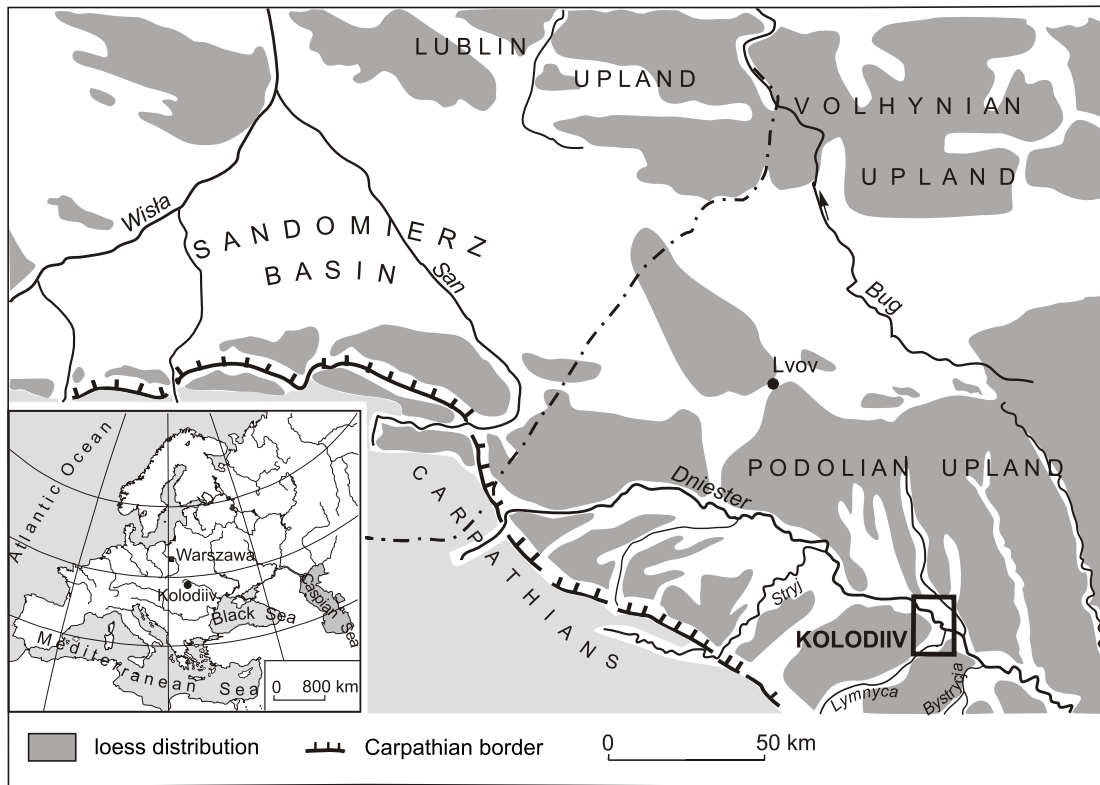 LUBLIN
UPLAND
VOLHYNIAN
UPLAND
Wisła
SANDOMIERZ
BASIN
San
Bug
Lvov
PODOLIAN UPLAND
Dniester
CARPATHIANS
Stryj
KOLODIIV
Lymnyca
Bystrycja
Atlantic Ocean
Warszawa
Kolodiiv
Caspian Sea
Black Sea
Mediterranean Sea
0 800 km
loess distribution
Carpathian border
0 50 km